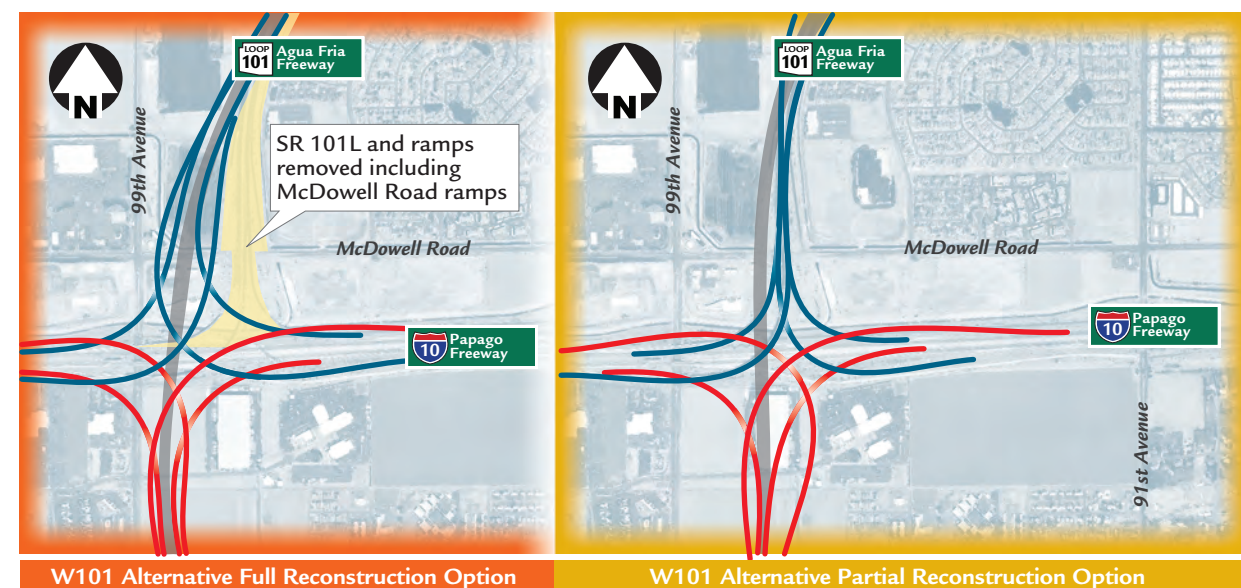 LOOP
101
Agua Fria
Freeway
N
99th Avenue
SR 101L and ramps
removed including
McDowell Road ramps
McDowell Road
10
Papago
Freeway
W101 Alternative Full Reconstruction Option
LOOP
101
Agua Fria
Freeway
N
99th Avenue
McDowell Road
10
Papago
Freeway
91st Avenue
W101 Alternative Partial Reconstruction Option